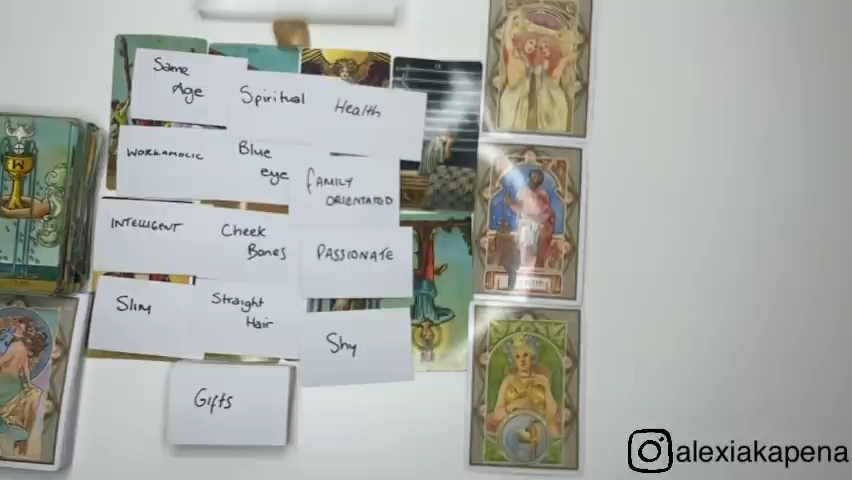 Same
Age
Spiritual
Health
WORKAHOLIC
Blue
eye
FAMILY
ORIENTATED
INTELLIGENT
Cheek
Bones
PASSIONATE
Slim
Straight
Hair
Shy
Gifts
alexiakapena